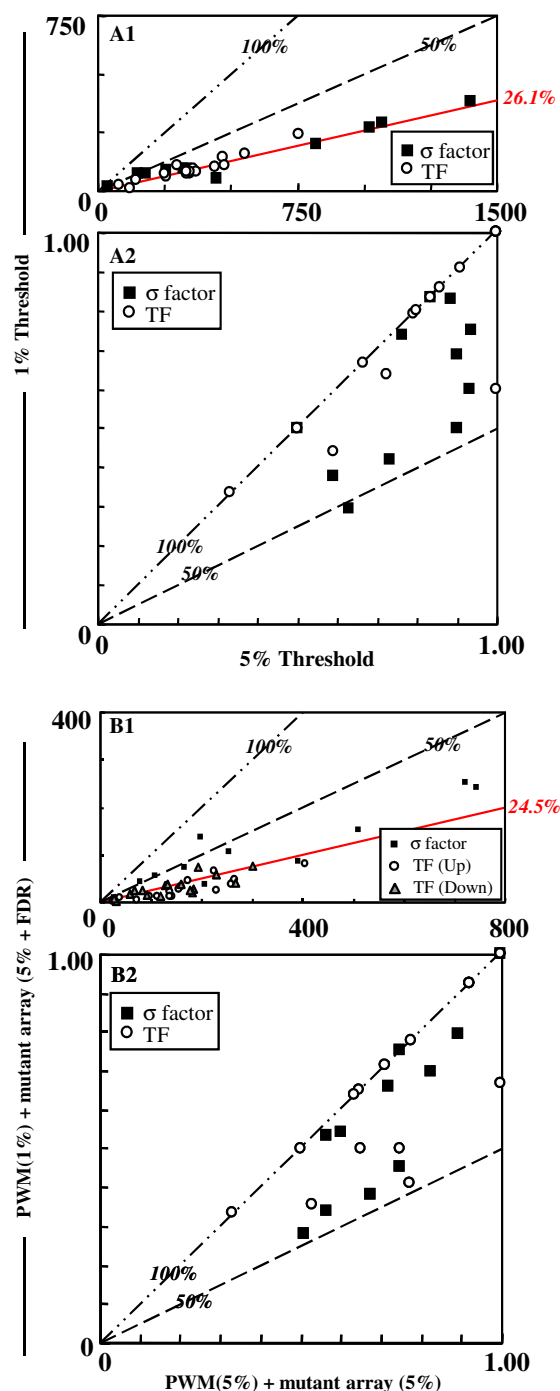 750
A1
100%
50%
26.1%
■ σ factor
○ TF
0
0
750
1500
1.00
A2
■ σ factor
○ TF
1% Threshold
100%
50%
0
0
1.00
5% Threshold
400
B1
100%
50%
24.5%
■ σ factor
○ TF (Up)
△ TF (Down)
0
0
400
800
1.00
B2
■ σ factor
○ TF
PWM(1%) + mutant array (5% + FDR)
100%
50%
0
0
1.00
PWM(5%) + mutant array (5%)